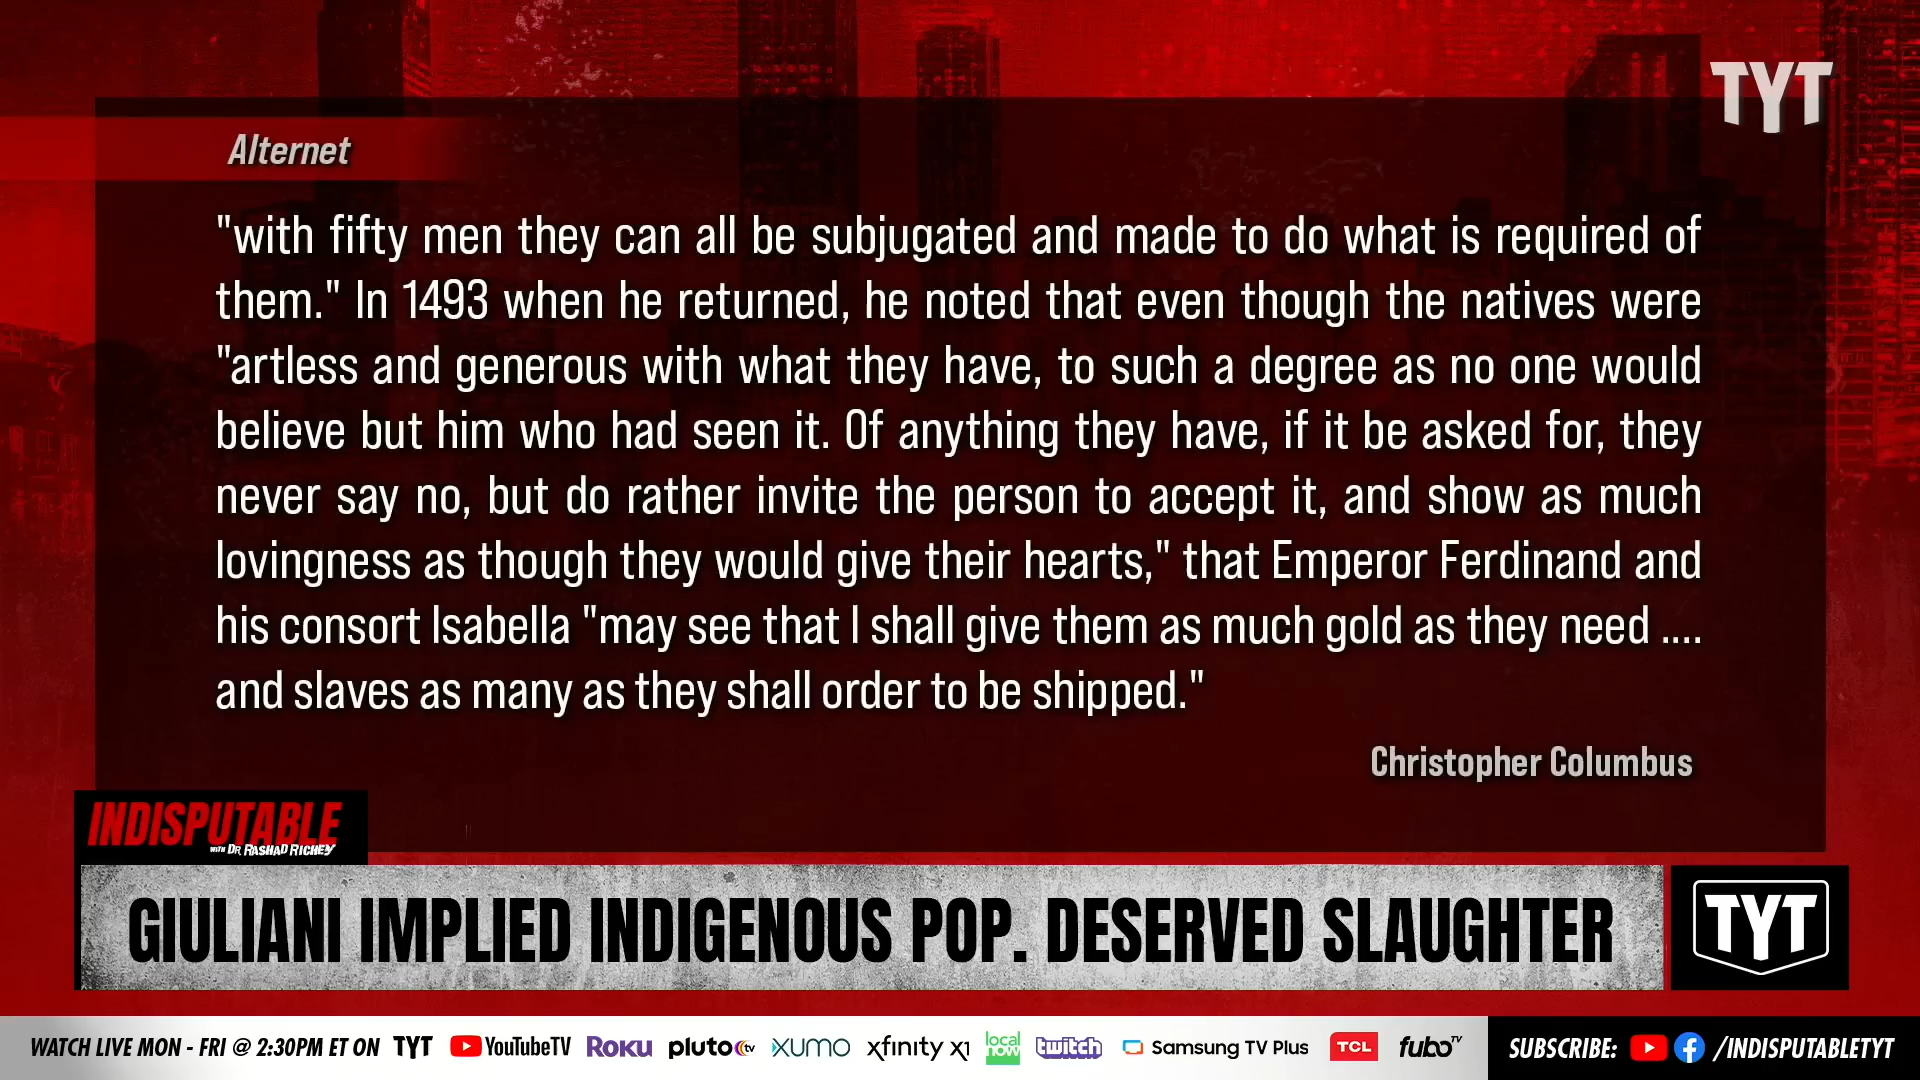 TYT
Alternet
"with fifty men they can all be subjugated and made to do what is required of
them." In 1493 when he returned, he noted that even though the natives were
"artless and generous with what they have, to such a degree as no one would
believe but him who had seen it. Of anything they have, if it be asked for, they
never say no, but do rather invite the person to accept it, and show as much
lovingness as though they would give their hearts," that Emperor Ferdinand and
his consort Isabella "may see that I shall give them as much gold as they need ....
and slaves as many as they shall order to be shipped."
Christopher Columbus
INDISPUTABLE
WITH DR RASHAD RICHEY
GIULIANI IMPLIED INDIGENOUS POP. DESERVED SLAUGHTER
TYT
WATCH LIVE MON - FRI @ 2:30PM ET ON TYT YouTubeTV ROKU pluto tv XUMO xfinity x1 local now twitch Samsung TV Plus TCL fubo TV SUBSCRIBE: /INDISPUTABLETYT